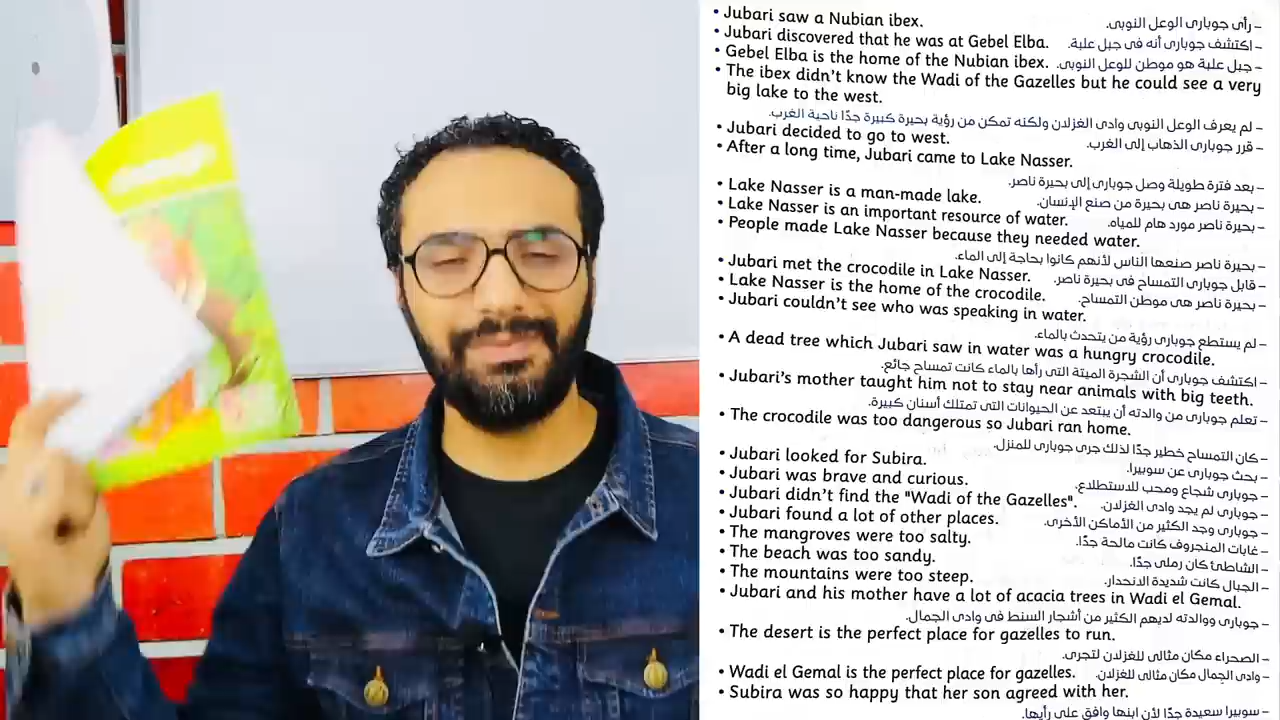 • Jubari saw a Nubian ibex.
– رأى جوبارى الوعل النوبى.
• Jubari discovered that he was at Gebel Elba.
– اكتشف جوبارى أنه فى جبل علبة.
• Gebel Elba is the home of the Nubian ibex.
– جبل علبة هو موطن للوعل النوبى.
• The ibex didn't know the Wadi of the Gazelles but he could see a very
big lake to the west.
– لم يعرف الوعل النوبى وادى الغزلان ولكنه تمكن من رؤية بحيرة كبيرة جدًا ناحية الغرب.
• Jubari decided to go to west.
– قرر جوبارى الذهاب إلى الغرب.
• After a long time, Jubari came to Lake Nasser.
– بعد فترة طويلة وصل جوبارى إلى بحيرة ناصر.
• Lake Nasser is a man-made lake.
– بحيرة ناصر هى بحيرة من صنع الإنسان.
• Lake Nasser is an important resource of water.
– بحيرة ناصر مورد هام للمياه.
• People made Lake Nasser because they needed water.
– بحيرة ناصر صنعها الناس لأنهم كانوا بحاجة إلى الماء.
• Jubari met the crocodile in Lake Nasser.
– قابل جوبارى التمساح فى بحيرة ناصر.
• Lake Nasser is the home of the crocodile.
– بحيرة ناصر هى موطن التمساح.
• Jubari couldn't see who was speaking in water.
– لم يستطع جوبارى رؤية من يتحدث بالماء.
• A dead tree which Jubari saw in water was a hungry crocodile.
– اكتشف جوبارى أن الشجرة الميتة التى رأها بالماء كانت تمساح جائع.
• Jubari's mother taught him not to stay near animals with big teeth.
– تعلم جوبارى من والدته أن يبتعد عن الحيوانات التى تمتلك أسنان كبيرة.
• The crocodile was too dangerous so Jubari ran home.
– كان التمساح خطير جدًا لذلك جرى جوبارى للمنزل.
• Jubari looked for Subira.
– بحث جوبارى عن سوبيرا.
• Jubari was brave and curious.
– جوبارى شجاع ومحب للاستطلاع.
• Jubari didn't find the "Wadi of the Gazelles".
– جوبارى لم يجد وادى الغزلان.
• Jubari found a lot of other places.
– جوبارى وجد الكثير من الأماكن الأخرى.
• The mangroves were too salty.
– غابات المنجروف كانت مالحة جدًا.
• The beach was too sandy.
– الشاطئ كان رملى جدًا.
• The mountains were too steep.
– الجبال كانت شديدة الانحدار.
• Jubari and his mother have a lot of acacia trees in Wadi el Gemal.
– جوبارى ووالدته لديهم الكثير من أشجار السنط فى وادى الجمال.
• The desert is the perfect place for gazelles to run.
– الصحراء مكان مثالى للغزلان لتجرى.
• Wadi el Gemal is the perfect place for gazelles.
– وادى الجمال مكان مثالى للغزلان.
• Subira was so happy that her son agreed with her.
– سوبيرا سعيدة جدًا لأن ابنها وافق على رأيها.